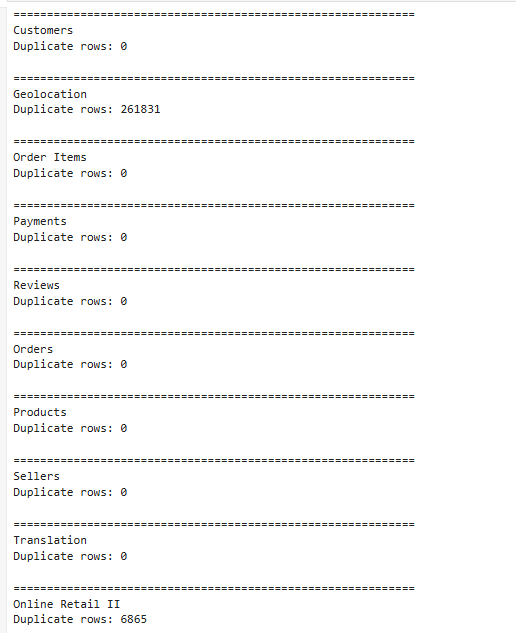 ============================================================
Customers
Duplicate rows: 0
============================================================
Geolocation
Duplicate rows: 261831
============================================================
Order Items
Duplicate rows: 0
============================================================
Payments
Duplicate rows: 0
============================================================
Reviews
Duplicate rows: 0
============================================================
Orders
Duplicate rows: 0
============================================================
Products
Duplicate rows: 0
============================================================
Sellers
Duplicate rows: 0
============================================================
Translation
Duplicate rows: 0
============================================================
Online Retail II
Duplicate rows: 6865